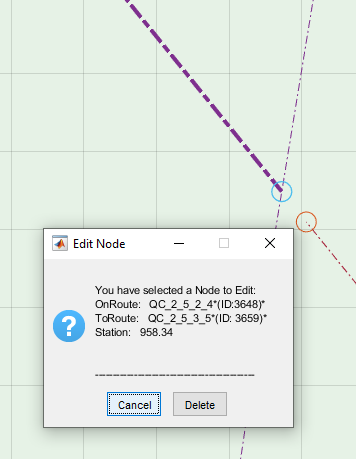 Edit Node
You have selected a Node to Edit:
OnRoute: QC_2_5_2_4*(ID:3648)*
ToRoute: QC_2_5_3_5*(ID: 3659)*
Station: 958.34
--------------------------------------------
Cancel
Delete